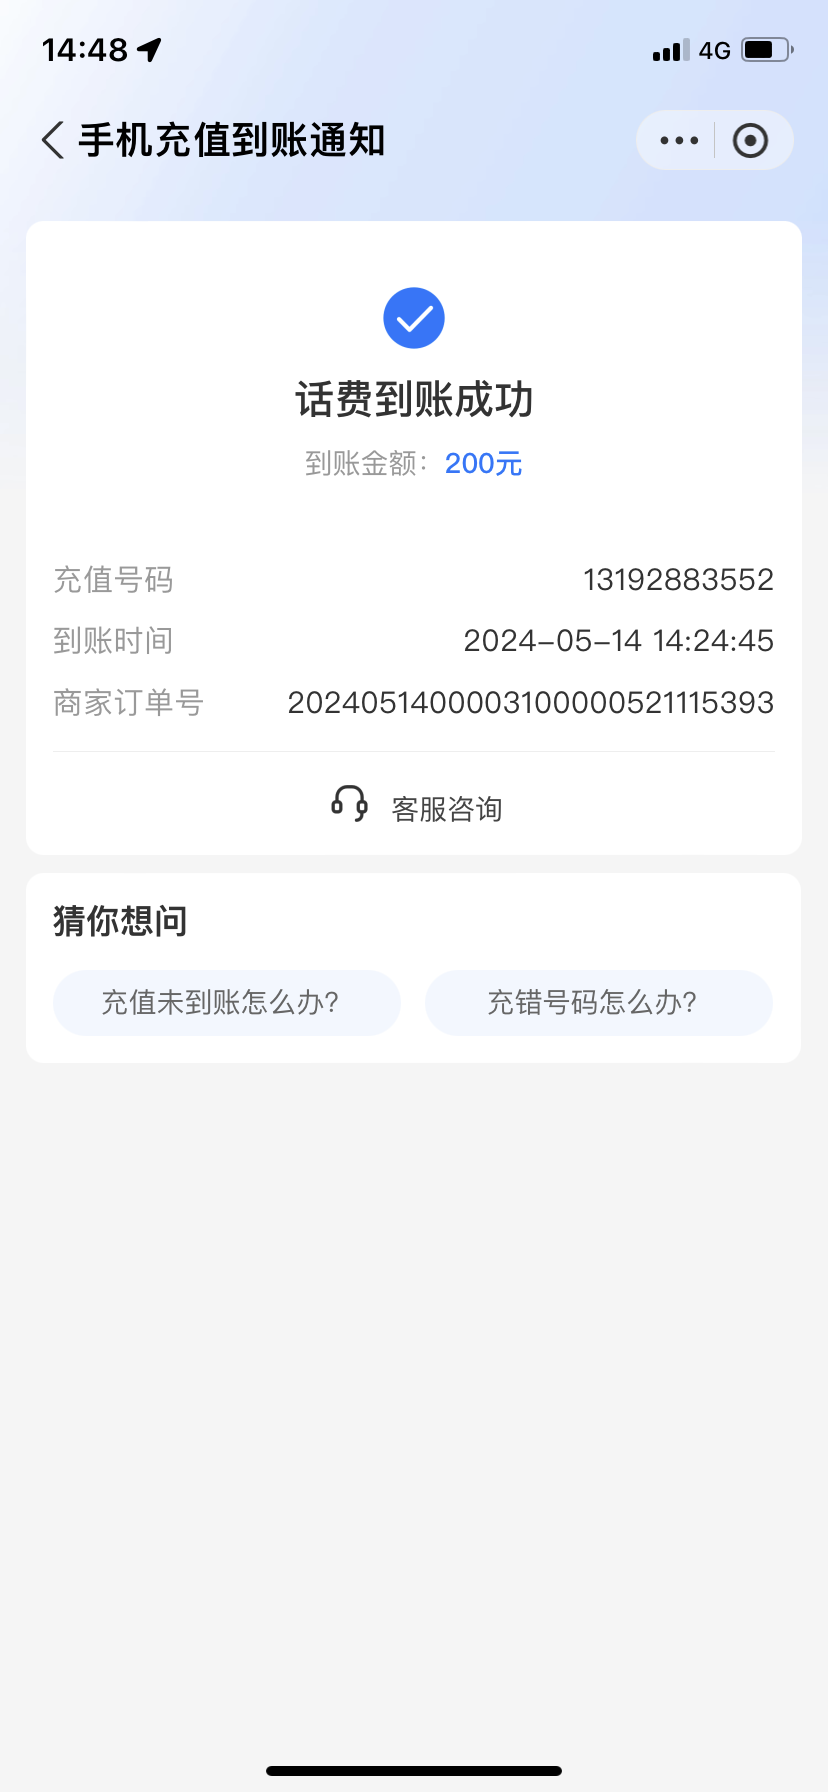 14:48
4G
手机充值到账通知
话费到账成功
到账金额：200元
充值号码 13192883552
到账时间 2024-05-14 14:24:45
商家订单号 2024051400003100000521115393
客服咨询
猜你想问
充值未到账怎么办?
充错号码怎么办?